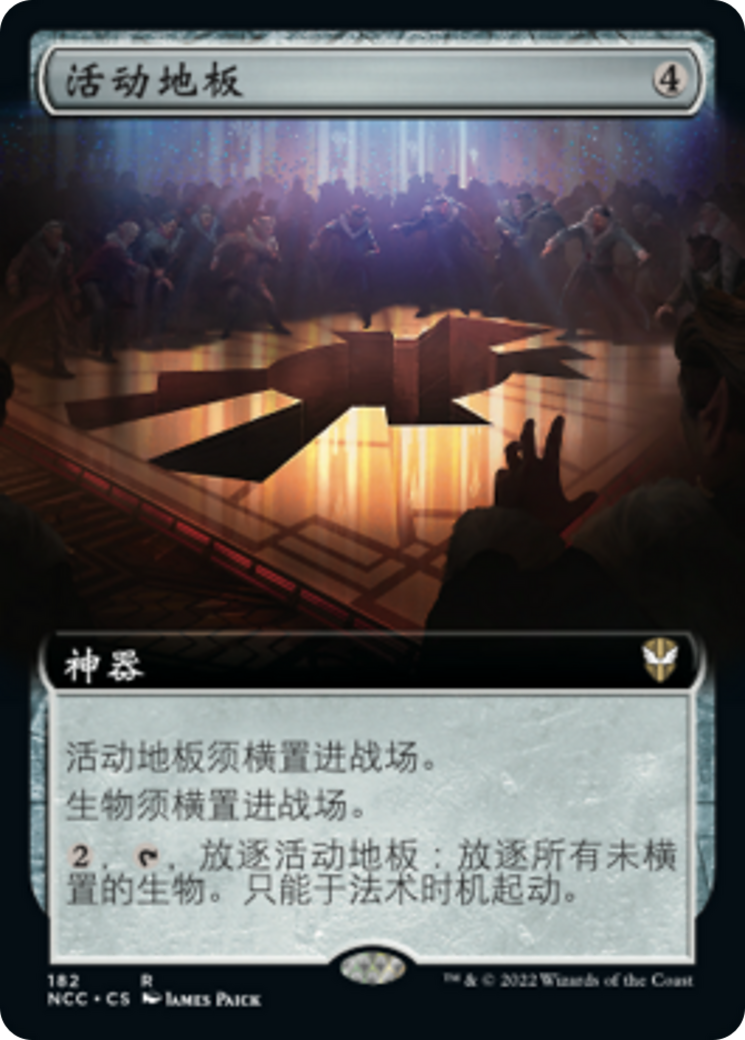 活动地板 4
神器
活动地板须横置进战场。
生物须横置进战场。
2，，放逐活动地板：放逐所有未横
置的生物。只能于法术时机起动。
182 R
NCC • CS James Paick
™ & © 2022 Wizards of the Coast